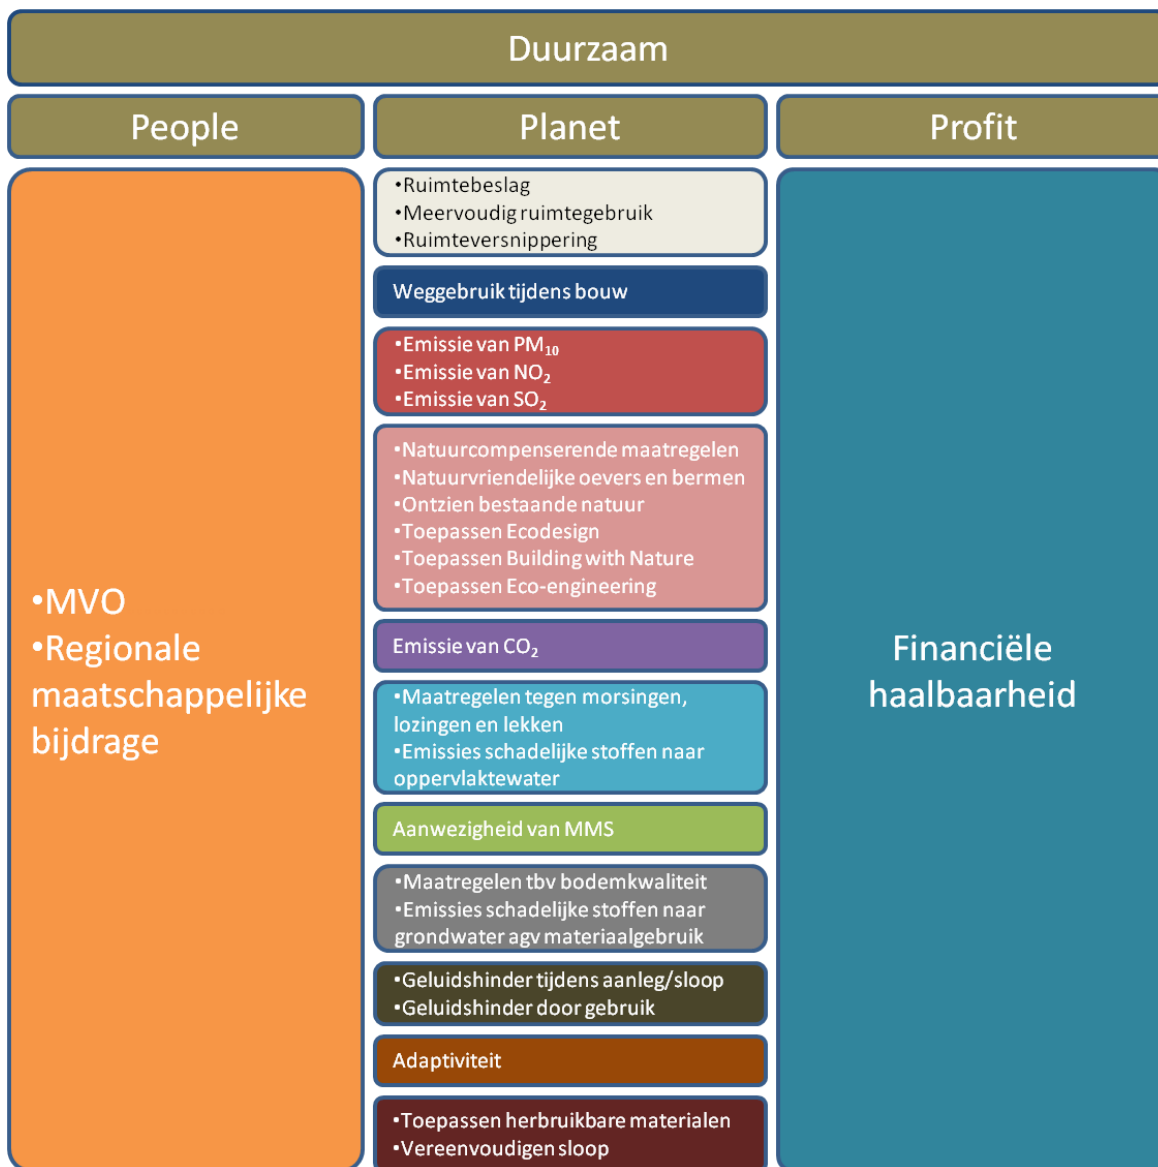 Duurzaam
People
Planet
Profit
•MVO
•Regionale
maatschappelijke
bijdrage
•Ruimtebeslag
•Meervoudig ruimtegebruik
•Ruimteversnippering
Weggebruik tijdens bouw
•Emissie van PM₁₀
•Emissie van NO₂
•Emissie van SO₂
•Natuurcompenserende maatregelen
•Natuurvriendelijke oevers en bermen
•Ontzien bestaande natuur
•Toepassen Ecodesign
•Toepassen Building with Nature
•Toepassen Eco-engineering
Emissie van CO₂
•Maatregelen tegen morsingen,
lozingen en lekken
•Emissies schadelijke stoffen naar
oppervlaktewater
Aanwezigheid van MMS
•Maatregelen tbv bodemkwaliteit
•Emissies schadelijke stoffen naar
grondwater agv materiaalgebruik
•Geluidshinder tijdens aanleg/sloop
•Geluidshinder door gebruik
Adaptiviteit
•Toepassen herbruikbare materialen
•Vereenvoudigen sloop
Financiële
haalbaarheid